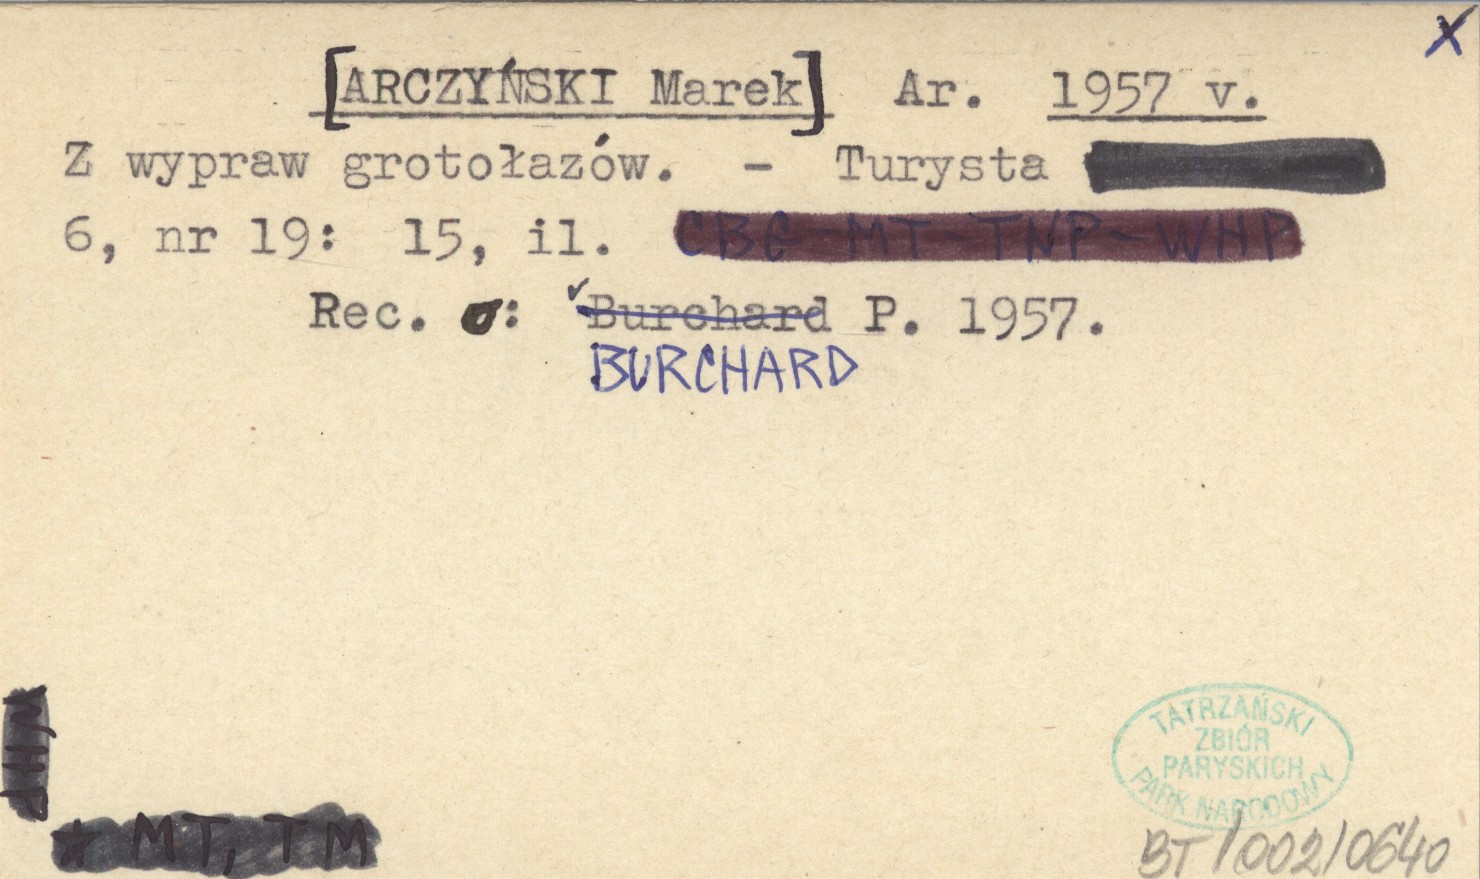 X
[ARCZYŃSKI Marek] Ar. 1957 v.
Z wypraw grotołazów. - Turysta
6, nr 19: 15, il. CBG-MT-TNP-WHP
Rec. o: Burchard P. 1957.
BURCHARD
WHP
* MT, TM
TATRZAŃSKI
ZBIÓR
PARYSKICH
PARK NARODOWY
BT/002/0640